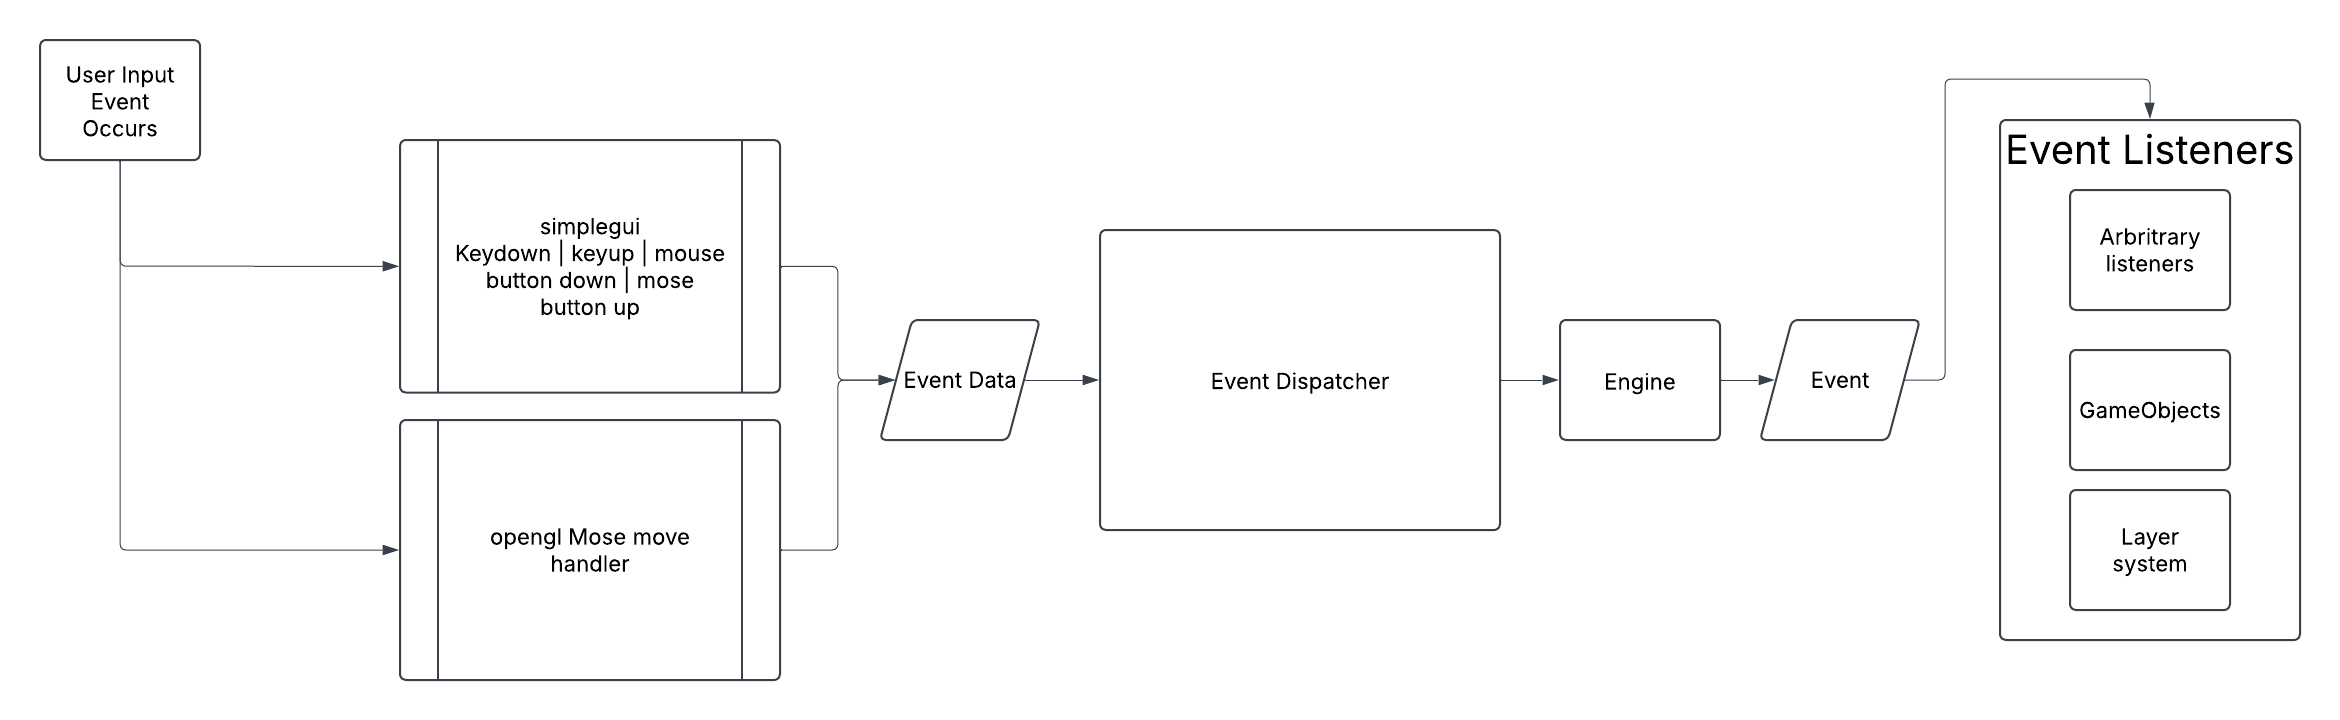 User Input
Event
Occurs
simplegui
Keydown | keyup | mouse
button down | mose
button up
opengl Mose move
handler
Event Data
Event Dispatcher
Engine
Event
Event Listeners
Arbritrary
listeners
GameObjects
Layer
system